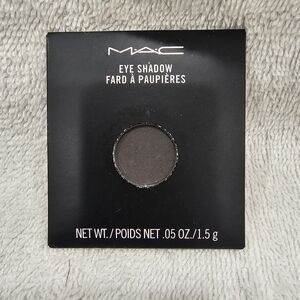 M·A·C
EYE SHADOW
FARD À PAUPIÈRES
NET WT. / POIDS NET .05 OZ./1.5 g